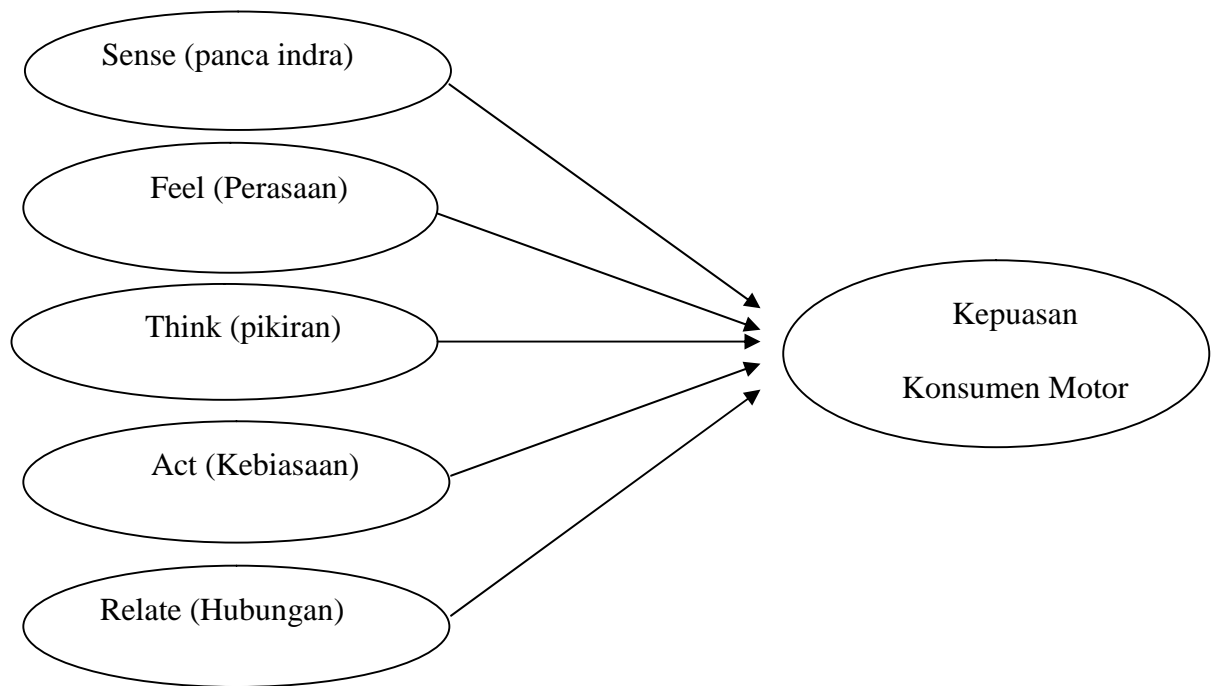 Sense (panca indra)
Feel (Perasaan)
Think (pikiran)
Act (Kebiasaan)
Relate (Hubungan)
Kepuasan
Konsumen Motor